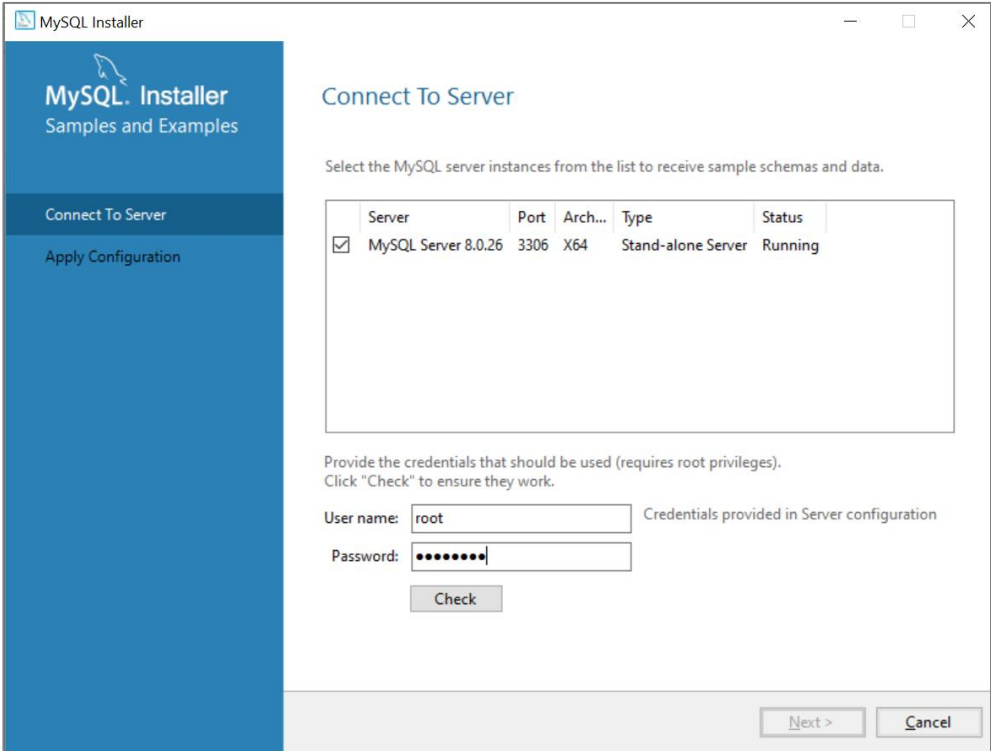 MySQL Installer
MySQL. Installer
Samples and Examples
Connect To Server
Apply Configuration
Connect To Server
Select the MySQL server instances from the list to receive sample schemas and data.
Server Port Arch... Type Status
MySQL Server 8.0.26 3306 X64 Stand-alone Server Running
Provide the credentials that should be used (requires root privileges).
Click "Check" to ensure they work.
User name: root Credentials provided in Server configuration
Password: ●●●●●●●●
Check
Next > Cancel